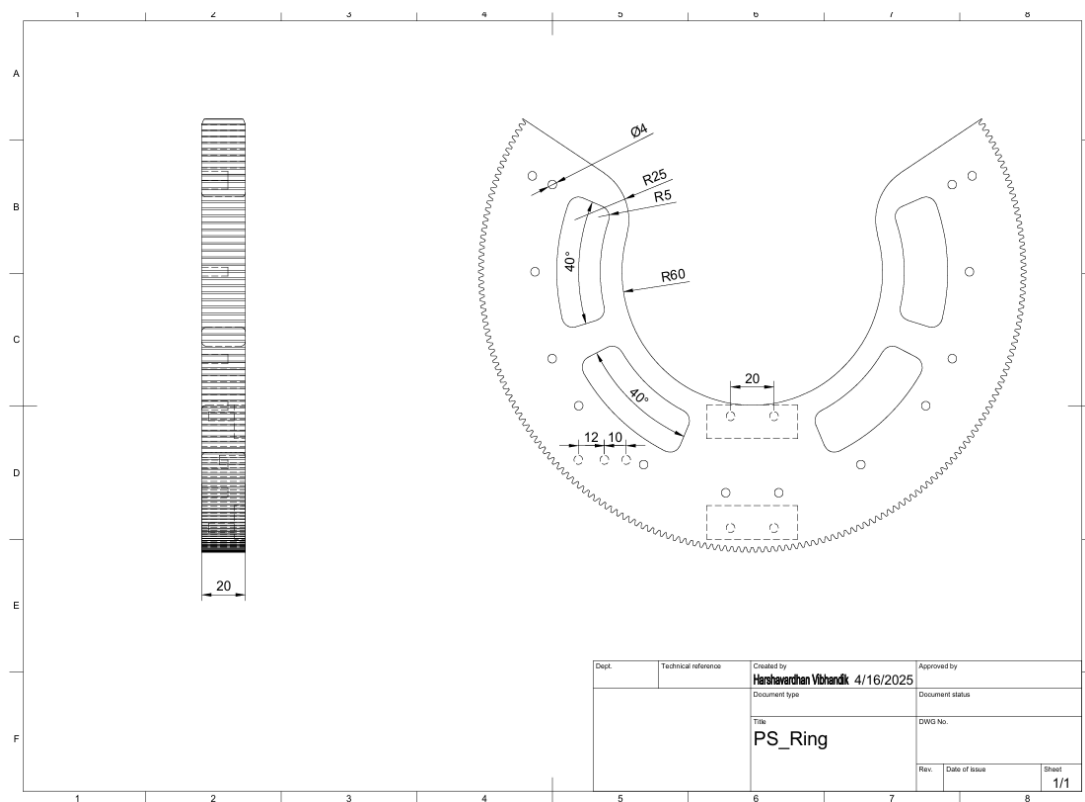 1 2 3 4 5 6 7 8
A
B
C
D
E
F
Ø4
R25
R5
40°
R60
20
40°
12 10
20
Dept. Technical reference Created by Approved by
Harshavardhan Vibhandik 4/16/2025
Document type Document status
Title DWG No.
PS_Ring
Rev. Date of issue Sheet
1/1
1 2 3 4 5 6 7 8